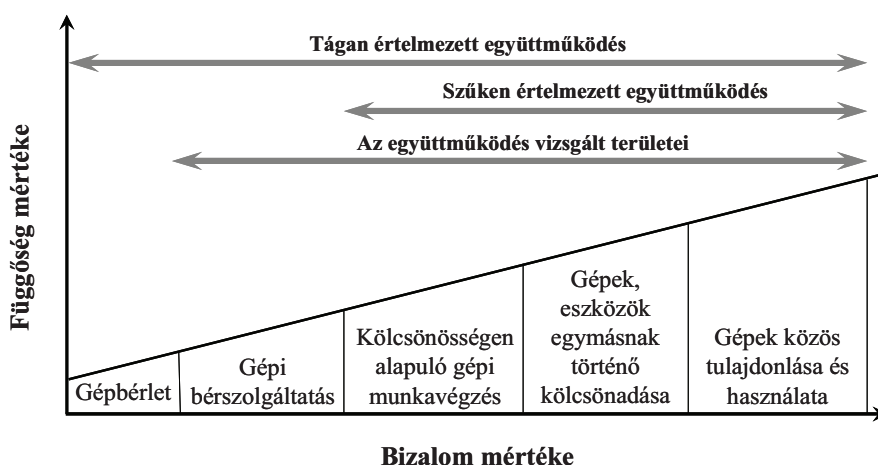 Tágan értelmezett együttműködés
Szűken értelmezett együttműködés
Az együttműködés vizsgált területei
Függőség mértéke
Gépbérlet
Gépi
bérszolgáltatás
Kölcsönösségen
alapuló gépi
munkavégzés
Gépek,
eszközök
egymásnak
történő
kölcsönadása
Gépek közös
tulajdonlása és
használata
Bizalom mértéke